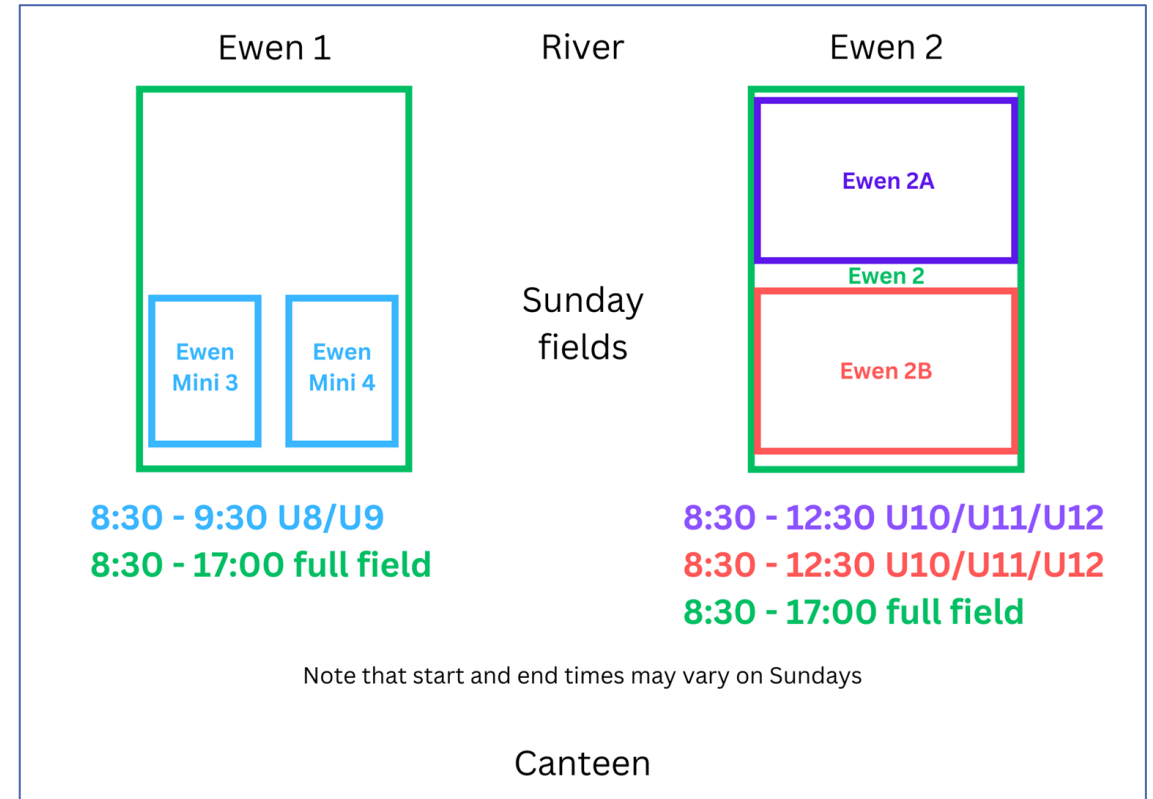 Ewen 1
River
Ewen 2
Ewen 2A
Ewen 2
Sunday
fields
Ewen
Mini 3
Ewen
Mini 4
Ewen 2B
8:30 - 9:30 U8/U9
8:30 - 17:00 full field
8:30 - 12:30 U10/U11/U12
8:30 - 12:30 U10/U11/U12
8:30 - 17:00 full field
Note that start and end times may vary on Sundays
Canteen